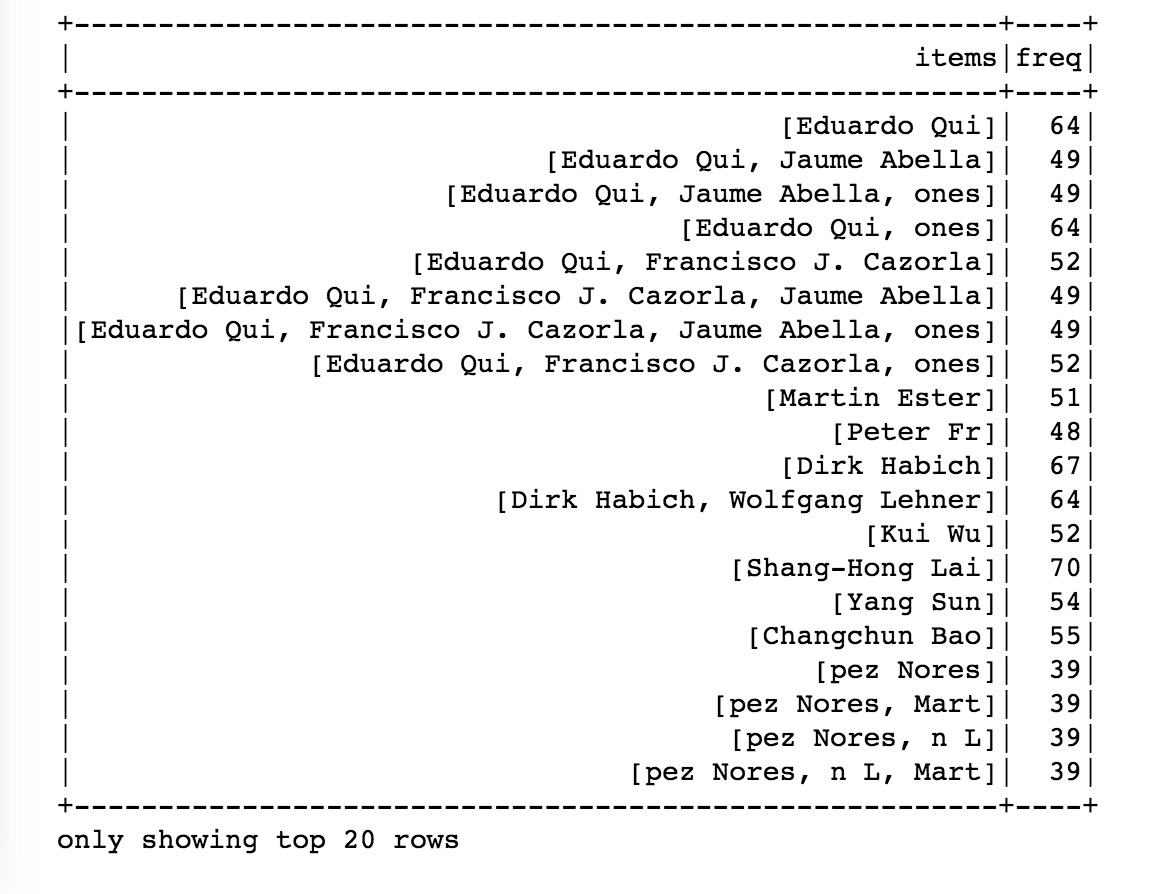 +-------------------------------------------------------+----+
|                                                  items|freq|
+-------------------------------------------------------+----+
|                                          [Eduardo Qui]|  64|
|                            [Eduardo Qui, Jaume Abella]|  49|
|                      [Eduardo Qui, Jaume Abella, ones]|  49|
|                                    [Eduardo Qui, ones]|  64|
|                    [Eduardo Qui, Francisco J. Cazorla]|  52|
|      [Eduardo Qui, Francisco J. Cazorla, Jaume Abella]|  49|
|[Eduardo Qui, Francisco J. Cazorla, Jaume Abella, ones]|  49|
|              [Eduardo Qui, Francisco J. Cazorla, ones]|  52|
|                                         [Martin Ester]|  51|
|                                             [Peter Fr]|  48|
|                                          [Dirk Habich]|  67|
|                         [Dirk Habich, Wolfgang Lehner]|  64|
|                                               [Kui Wu]|  52|
|                                       [Shang-Hong Lai]|  70|
|                                             [Yang Sun]|  54|
|                                        [Changchun Bao]|  55|
|                                            [pez Nores]|  39|
|                                      [pez Nores, Mart]|  39|
|                                       [pez Nores, n L]|  39|
|                                 [pez Nores, n L, Mart]|  39|
+-------------------------------------------------------+----+
only showing top 20 rows